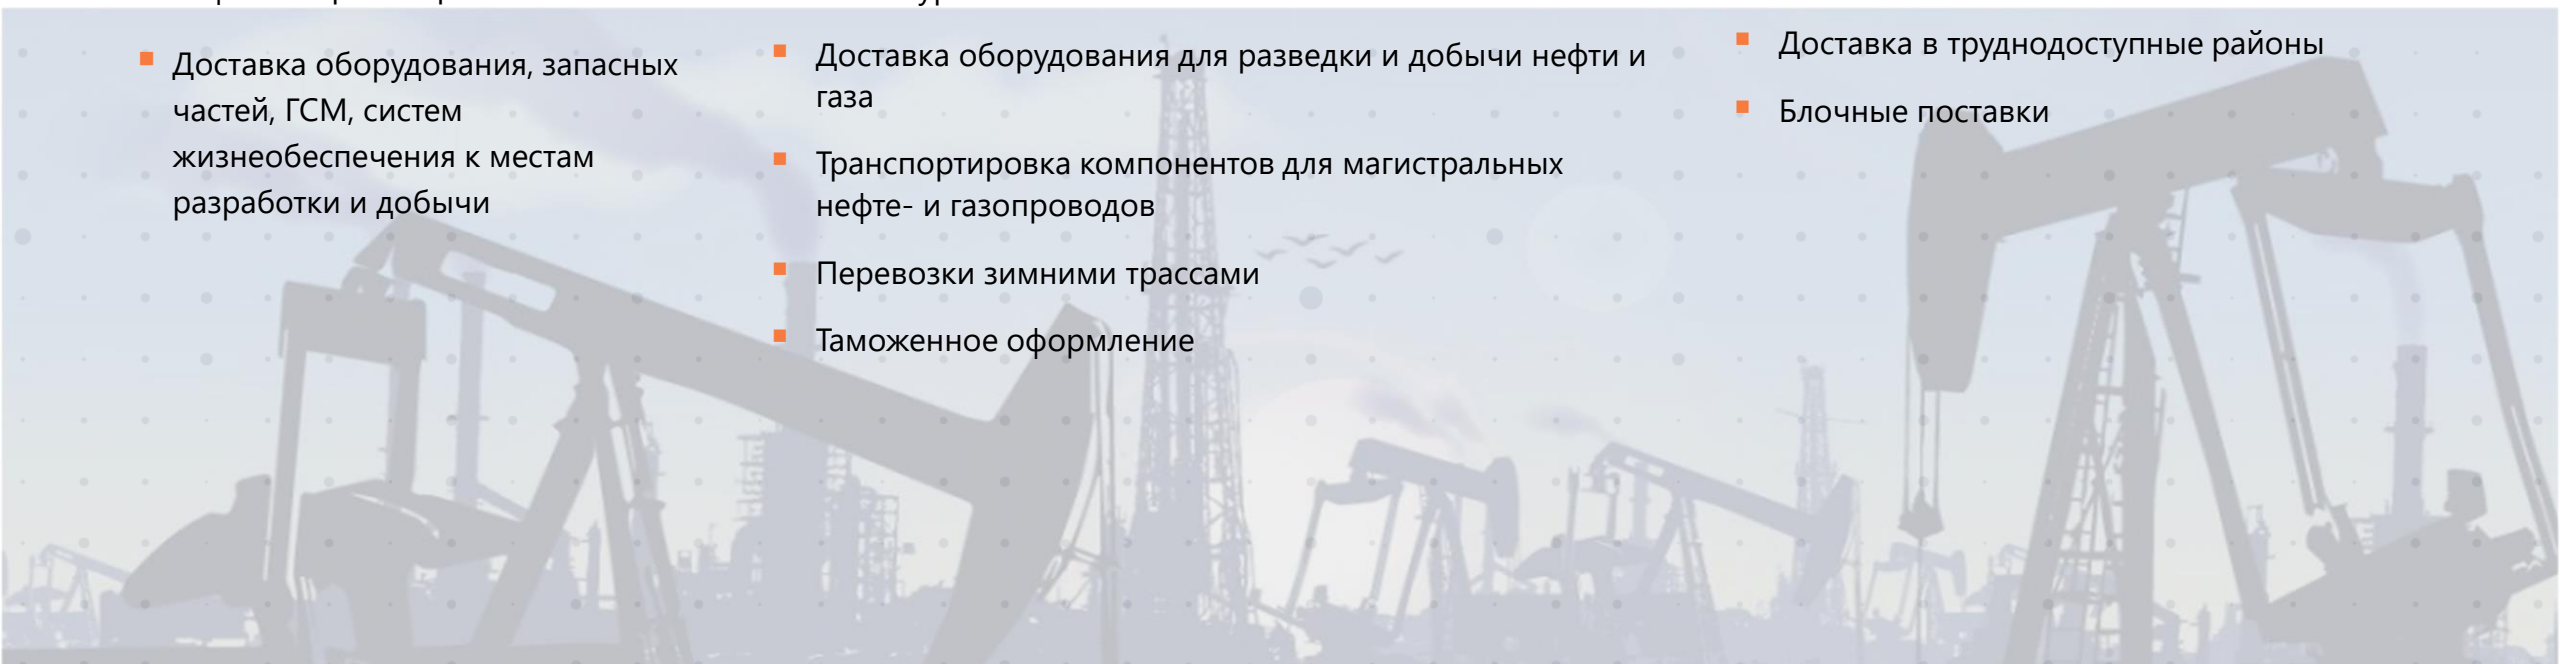 Доставка оборудования, запасных
частей, ГСМ, систем
жизнеобеспечения к местам
разработки и добычи
Доставка оборудования для разведки и добычи нефти и
газа
Транспортировка компонентов для магистральных
нефте- и газопроводов
Перевозки зимними трассами
Таможенное оформление
Доставка в труднодоступные районы
Блочные поставки